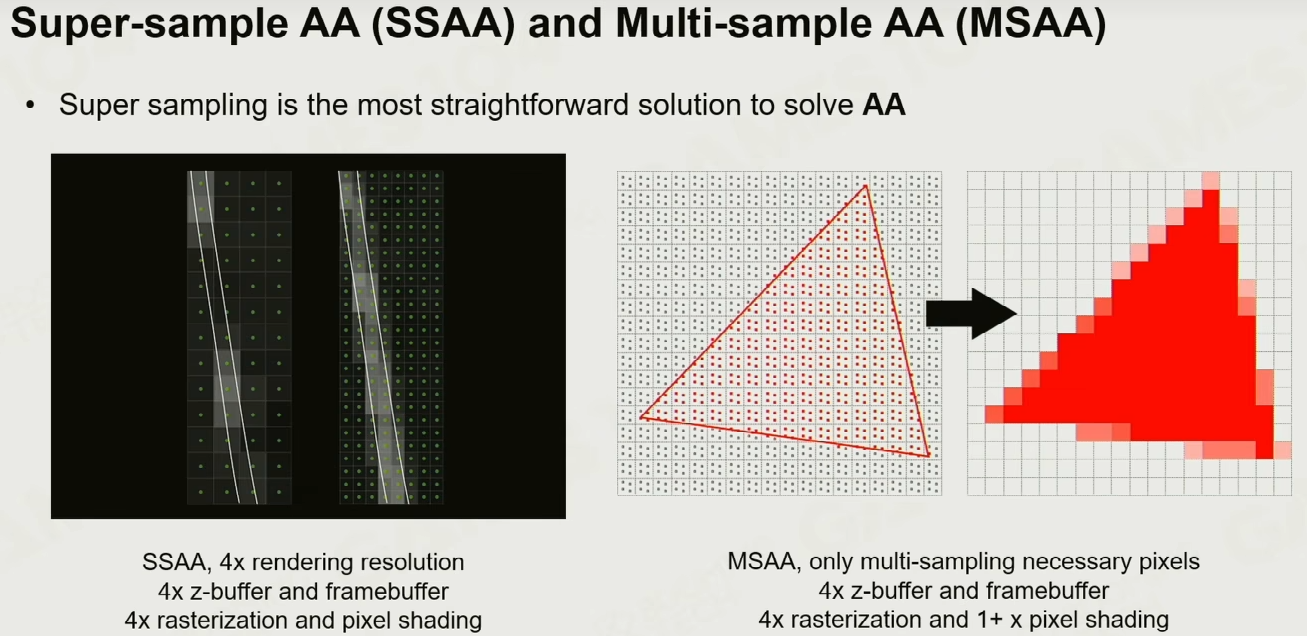 Super-sample AA (SSAA) and Multi-sample AA (MSAA)
• Super sampling is the most straightforward solution to solve AA
SSAA, 4x rendering resolution
4x z-buffer and framebuffer
4x rasterization and pixel shading
MSAA, only multi-sampling necessary pixels
4x z-buffer and framebuffer
4x rasterization and 1+ x pixel shading